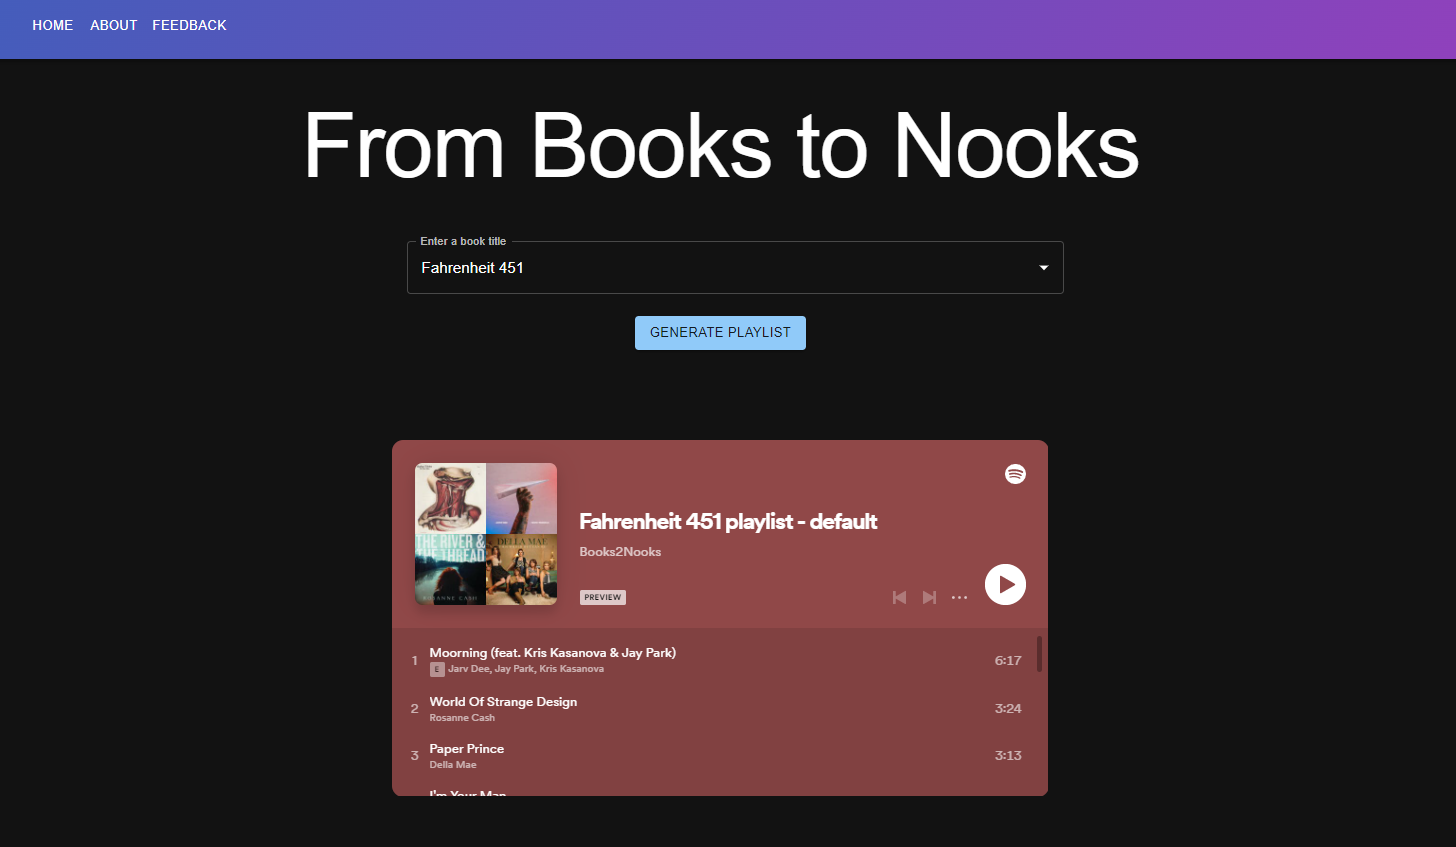 HOME ABOUT FEEDBACK
From Books to Nooks
Enter a book title
Fahrenheit 451
GENERATE PLAYLIST
THE RIVER &
THE THREAD
ROSANNE CASH
DELLA MAE
Fahrenheit 451 playlist - default
Books2Nooks
PREVIEW
1 Moorning (feat. Kris Kasanova & Jay Park) 6:17
E Jarv Dee, Jay Park, Kris Kasanova
2 World Of Strange Design 3:24
Rosanne Cash
3 Paper Prince 3:13
Della Mae
I'm Your Man